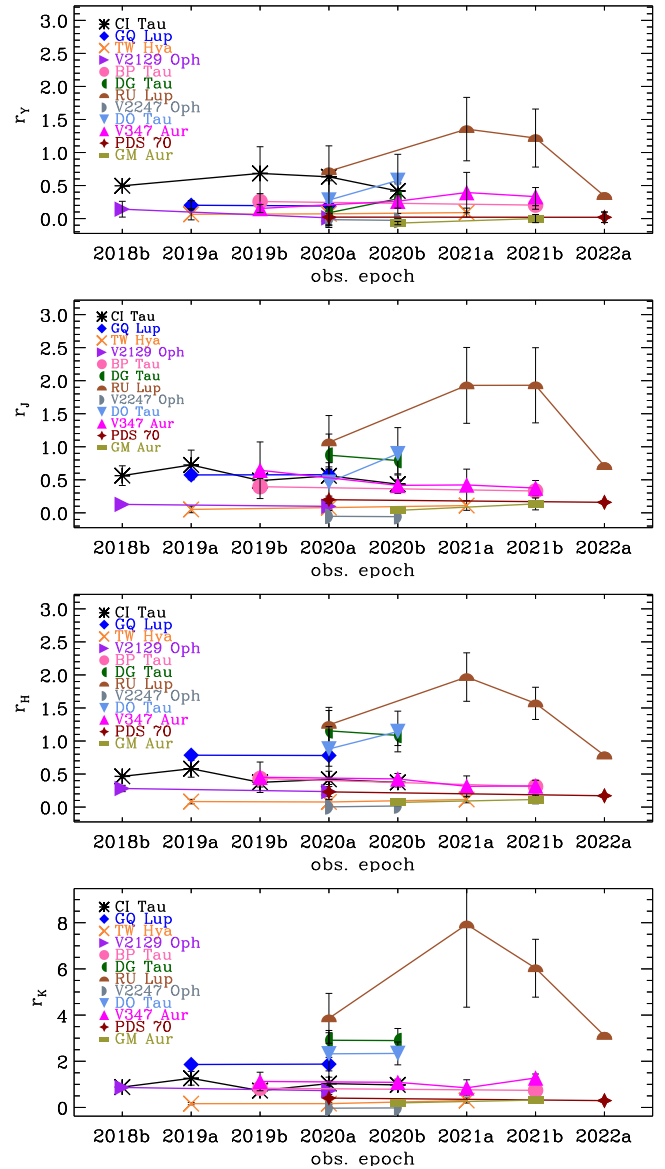 3.0
2.5
2.0
1.5
1.0
0.5
0.0
rY
CI Tau
GQ Lup
TW Hya
V2129 Oph
BP Tau
DG Tau
RU Lup
V2247 Oph
DO Tau
V347 Aur
PDS 70
GM Aur
2018b 2019a 2019b 2020a 2020b 2021a 2021b 2022a
obs. epoch
3.0
2.5
2.0
1.5
1.0
0.5
0.0
rJ
CI Tau
GQ Lup
TW Hya
V2129 Oph
BP Tau
DG Tau
RU Lup
V2247 Oph
DO Tau
V347 Aur
PDS 70
GM Aur
2018b 2019a 2019b 2020a 2020b 2021a 2021b 2022a
obs. epoch
3.0
2.5
2.0
1.5
1.0
0.5
0.0
rH
CI Tau
GQ Lup
TW Hya
V2129 Oph
BP Tau
DG Tau
RU Lup
V2247 Oph
DO Tau
V347 Aur
PDS 70
GM Aur
2018b 2019a 2019b 2020a 2020b 2021a 2021b 2022a
obs. epoch
8
6
4
2
0
rK
CI Tau
GQ Lup
TW Hya
V2129 Oph
BP Tau
DG Tau
RU Lup
V2247 Oph
DO Tau
V347 Aur
PDS 70
GM Aur
2018b 2019a 2019b 2020a 2020b 2021a 2021b 2022a
obs. epoch